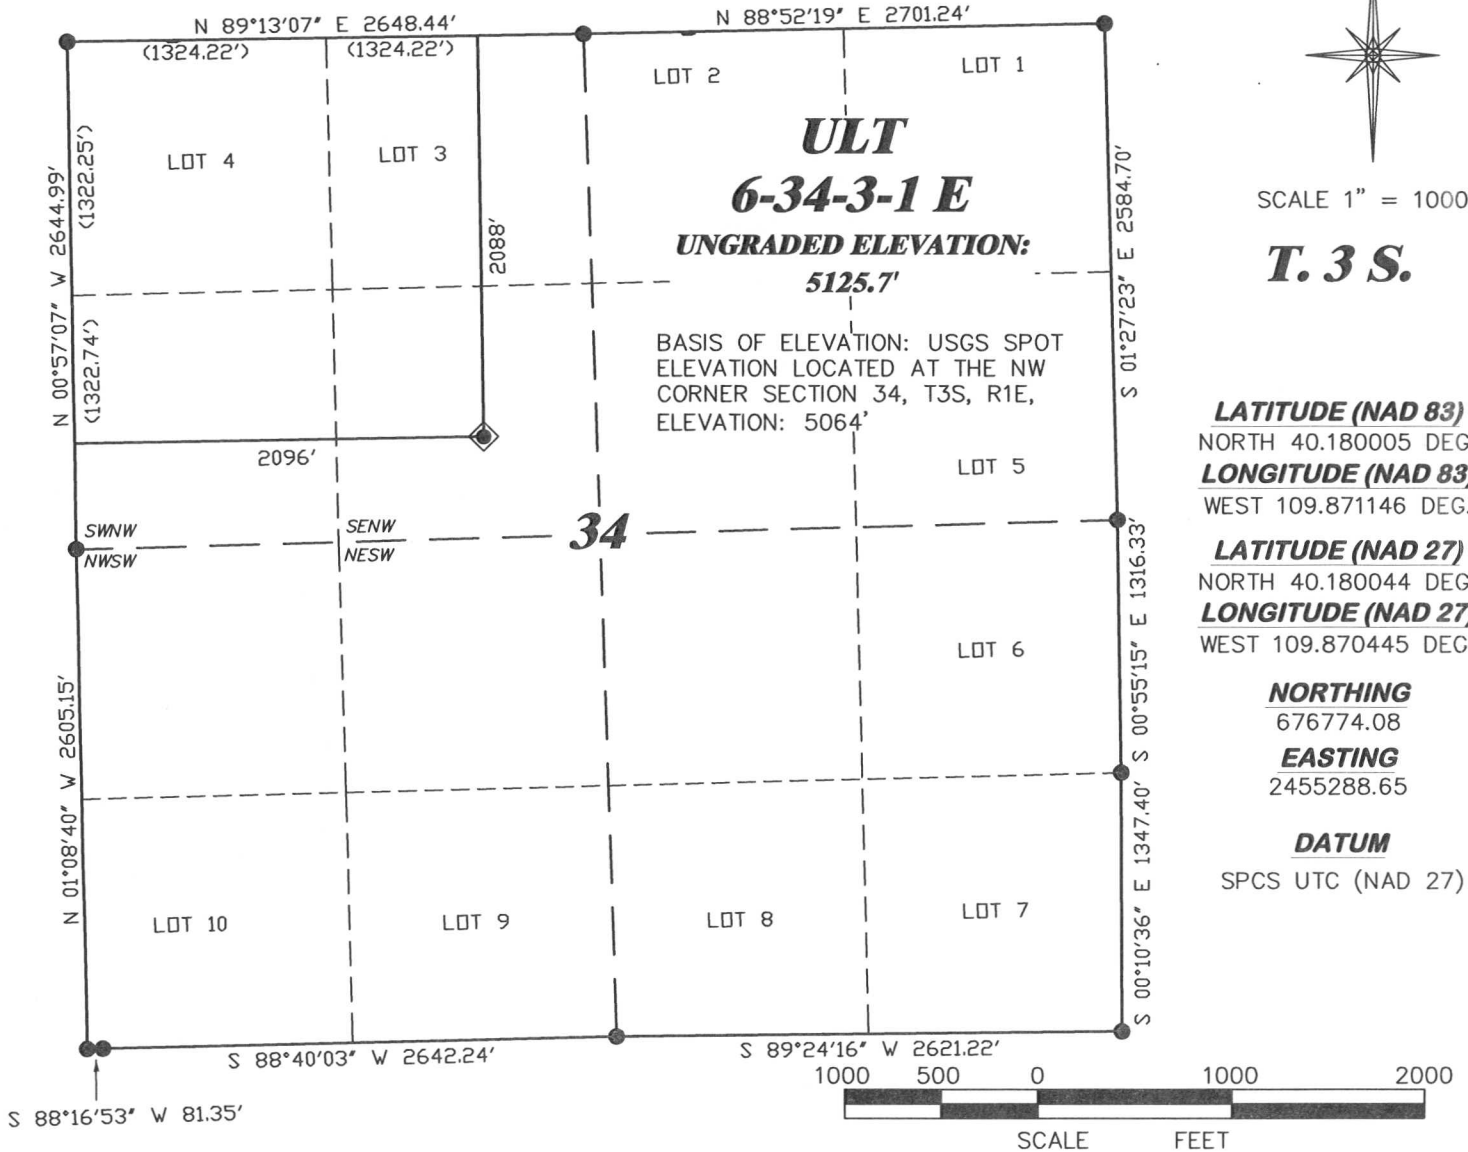 N 89°13'07" E 2648.44'
N 88°52'19" E 2701.24'
(1324.22')
(1324.22')
LOT 2
LOT 1
LOT 4
LOT 3
(1322.25')
N 00°57'07" W 2644.99'
(1322.74')
2088'
2096'
ULT
6-34-3-1 E
UNGRADED ELEVATION:
5125.7'
BASIS OF ELEVATION: USGS SPOT
ELEVATION LOCATED AT THE NW
CORNER SECTION 34, T3S, R1E,
ELEVATION: 5064'
S 01°27'23" E 2584.70'
LOT 5
SWNW
SENW
34
NWSW
NESW
LOT 6
S 00°55'15" E 1316.33'
N 01°08'40" W 2605.15'
LOT 10
LOT 9
LOT 8
LOT 7
S 00°10'36" E 1347.40'
S 88°40'03" W 2642.24'
S 89°24'16" W 2621.22'
S 88°16'53" W 81.35'
SCALE 1" = 1000
T. 3 S.
LATITUDE (NAD 83)
NORTH 40.180005 DEG
LONGITUDE (NAD 83)
WEST 109.871146 DEG.
LATITUDE (NAD 27)
NORTH 40.180044 DEG
LONGITUDE (NAD 27)
WEST 109.870445 DEG
NORTHING
676774.08
EASTING
2455288.65
DATUM
SPCS UTC (NAD 27)
1000 500 0 1000 2000
SCALE FEET